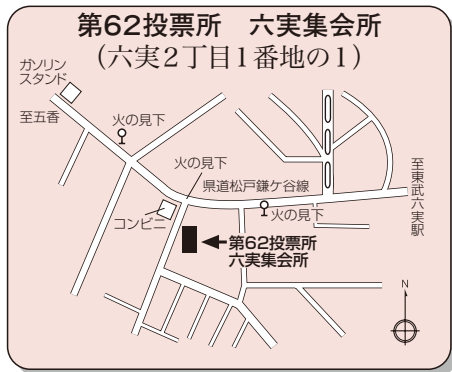 第62投票所　六実集会所
(六実2丁目1番地の1)
ガソリン
スタンド
至五香
火の見下
火の見下
県道松戸鎌ケ谷線
火の見下
至東武六実駅
コンビニ
第62投票所
六実集会所
N